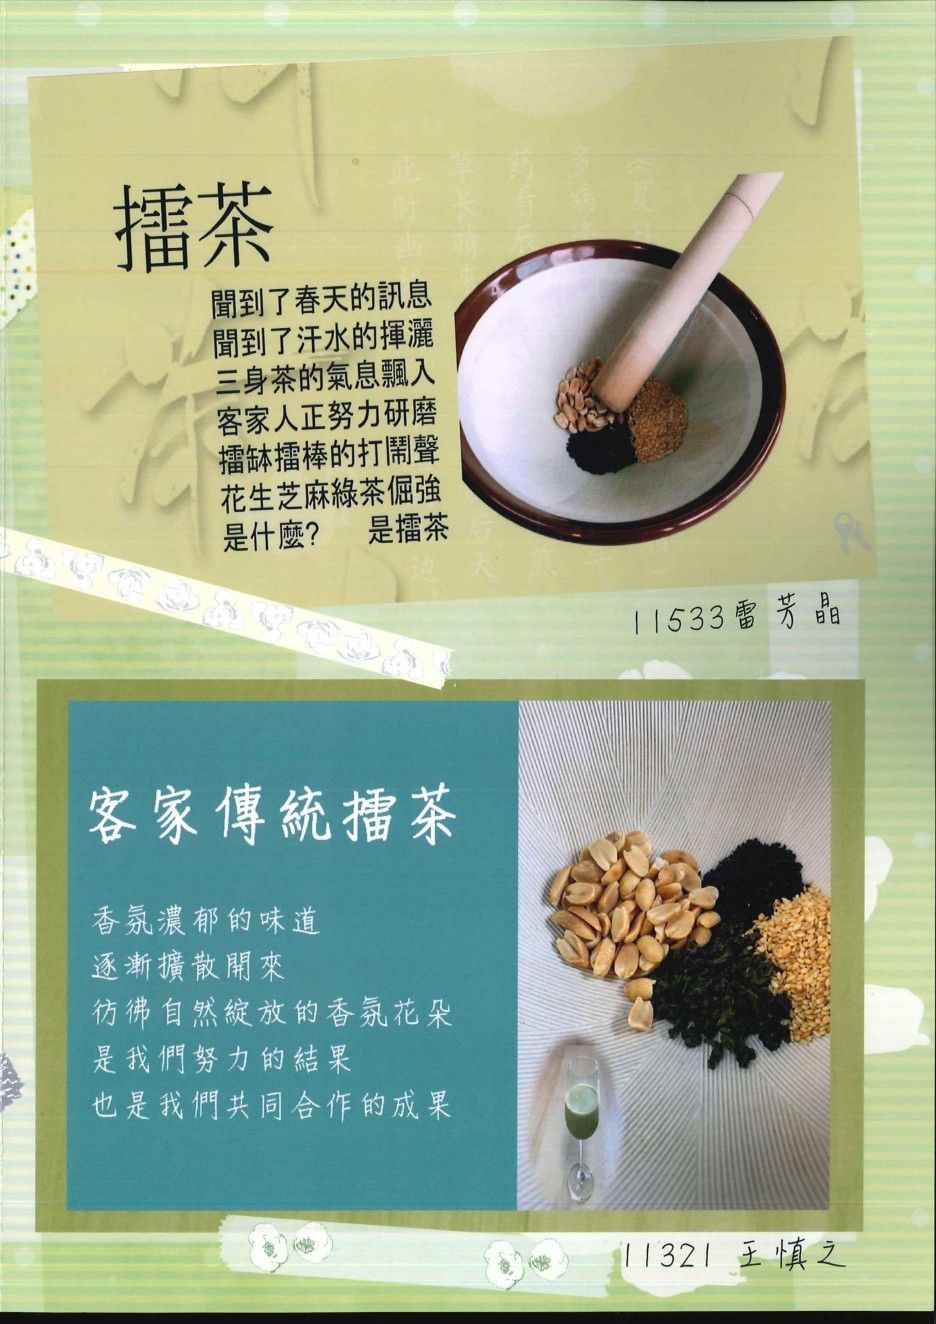 擂茶
聞到了春天的訊息
聞到了汗水的揮灑
三身茶的氣息飄入
客家人正努力研磨
擂缽擂棒的打鬧聲
花生芝麻綠茶倔強
是什麼?　是擂茶
11533雷芳晶
客家傳統擂茶
香氛濃郁的味道
逐漸擴散開來
彷彿自然綻放的香氛花朵
是我們努力的結果
也是我們共同合作的成果
11321 王慎之